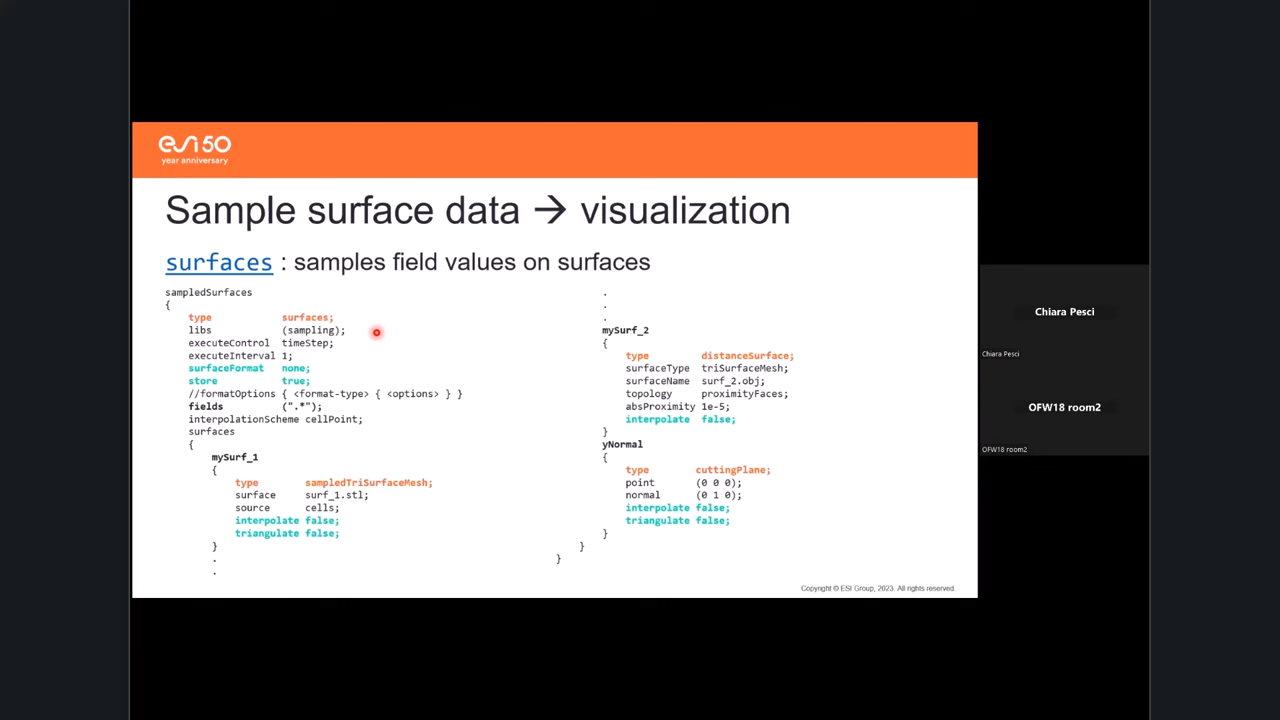 esi 50
year anniversary
Sample surface data → visualization
surfaces : samples field values on surfaces
sampledSurfaces
{
type surfaces;
libs (sampling);
executeControl timeStep;
executeInterval 1;
surfaceFormat none;
store true;
//formatOptions { <format-type> { <options> } }
fields (".*");
interpolationScheme cellPoint;
surfaces
{
mySurf_1
{
type sampledTriSurfaceMesh;
surface surf_1.stl;
source cells;
interpolate false;
triangulate false;
}
.
.
.
.
.
mySurf_2
{
type distanceSurface;
surfaceType triSurfaceMesh;
surfaceName surf_2.obj;
topology proximityFaces;
absProximity 1e-5;
interpolate false;
}
yNormal
{
type cuttingPlane;
point (0 0 0);
normal (0 1 0);
interpolate false;
triangulate false;
}
}
}
Copyright © ESI Group, 2023. All rights reserved.
Chiara Pesci
Chiara Pesci
OFW18 room2
OFW18 room2